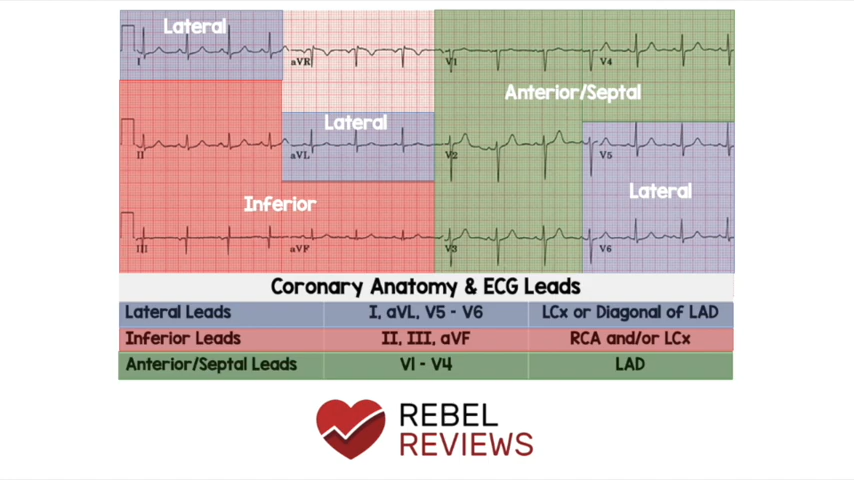 Lateral
I
aVR
V1
V4
Anterior/Septal
Lateral
II
aVL
V2
V5
Lateral
Inferior
III
aVF
V3
V6
Coronary Anatomy & ECG Leads
Lateral Leads I, aVL, V5 - V6 LCx or Diagonal of LAD
Inferior Leads II, III, aVF RCA and/or LCx
Anterior/Septal Leads V1 - V4 LAD
REBEL
REVIEWS